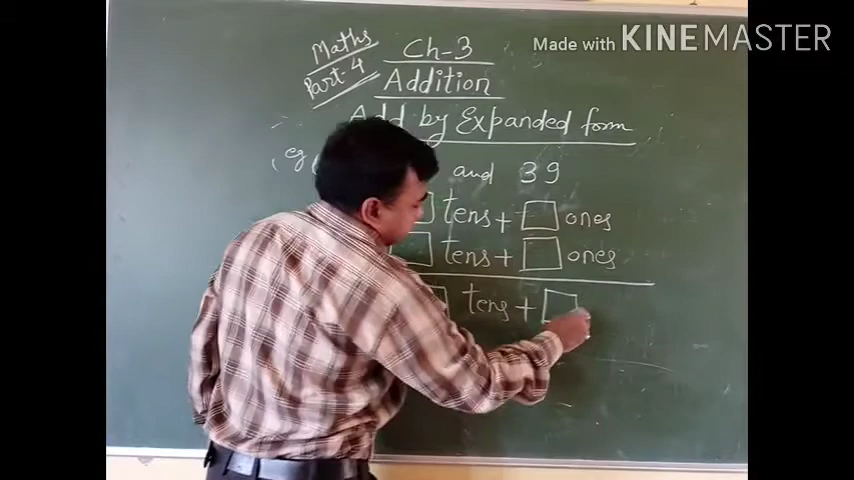 Made with KINEMASTER
Maths
Part-4
Ch-3
Addition
Add by Expanded form
eg
and 39
tens + ones
tens + ones
tens +